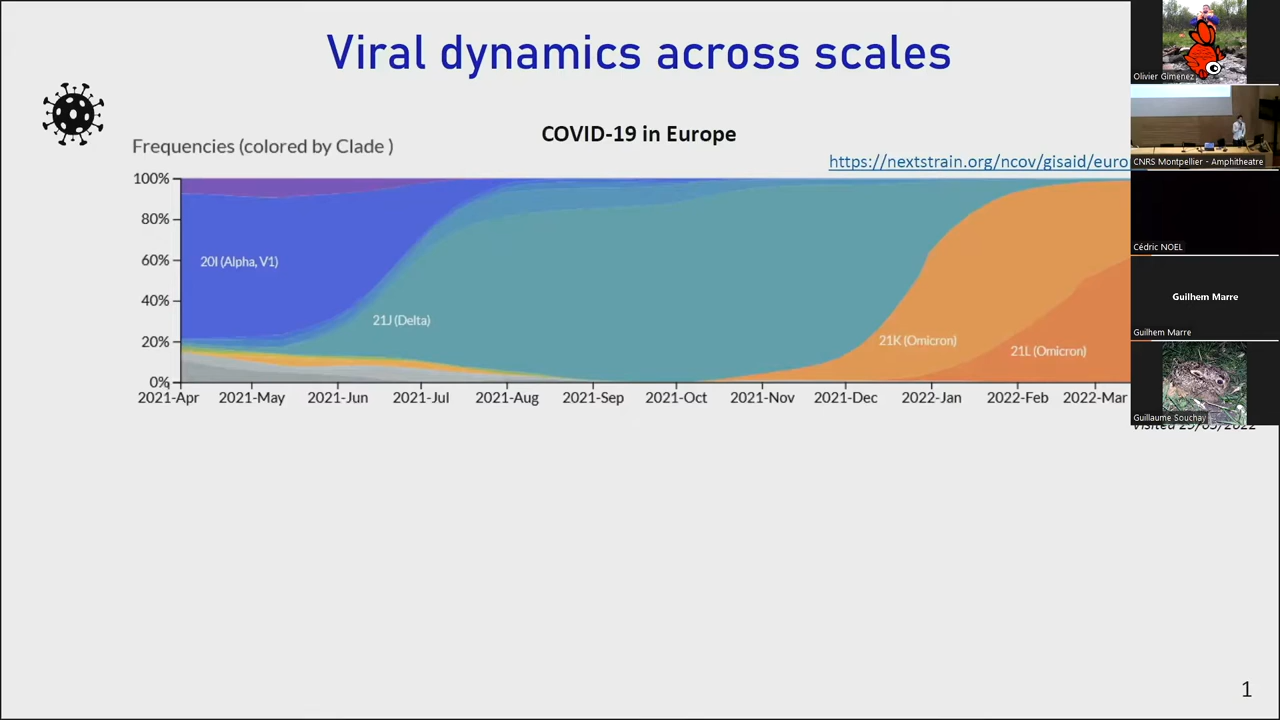 Viral dynamics across scales
COVID-19 in Europe
Frequencies (colored by Clade )
https://nextstrain.org/ncov/gisaid/euro
100%
80%
60%
40%
20%
0%
20I (Alpha, V1)
21J (Delta)
21K (Omicron)
21L (Omicron)
2021-Apr 2021-May 2021-Jun 2021-Jul 2021-Aug 2021-Sep 2021-Oct 2021-Nov 2021-Dec 2022-Jan 2022-Feb 2022-Mar
visited 29/03/2022
Olivier Gimenez
CNRS Montpellier - Amphitheatre
Cédric NOEL
Guilhem Marre
Guilhem Marre
Guillaume Souchay
1